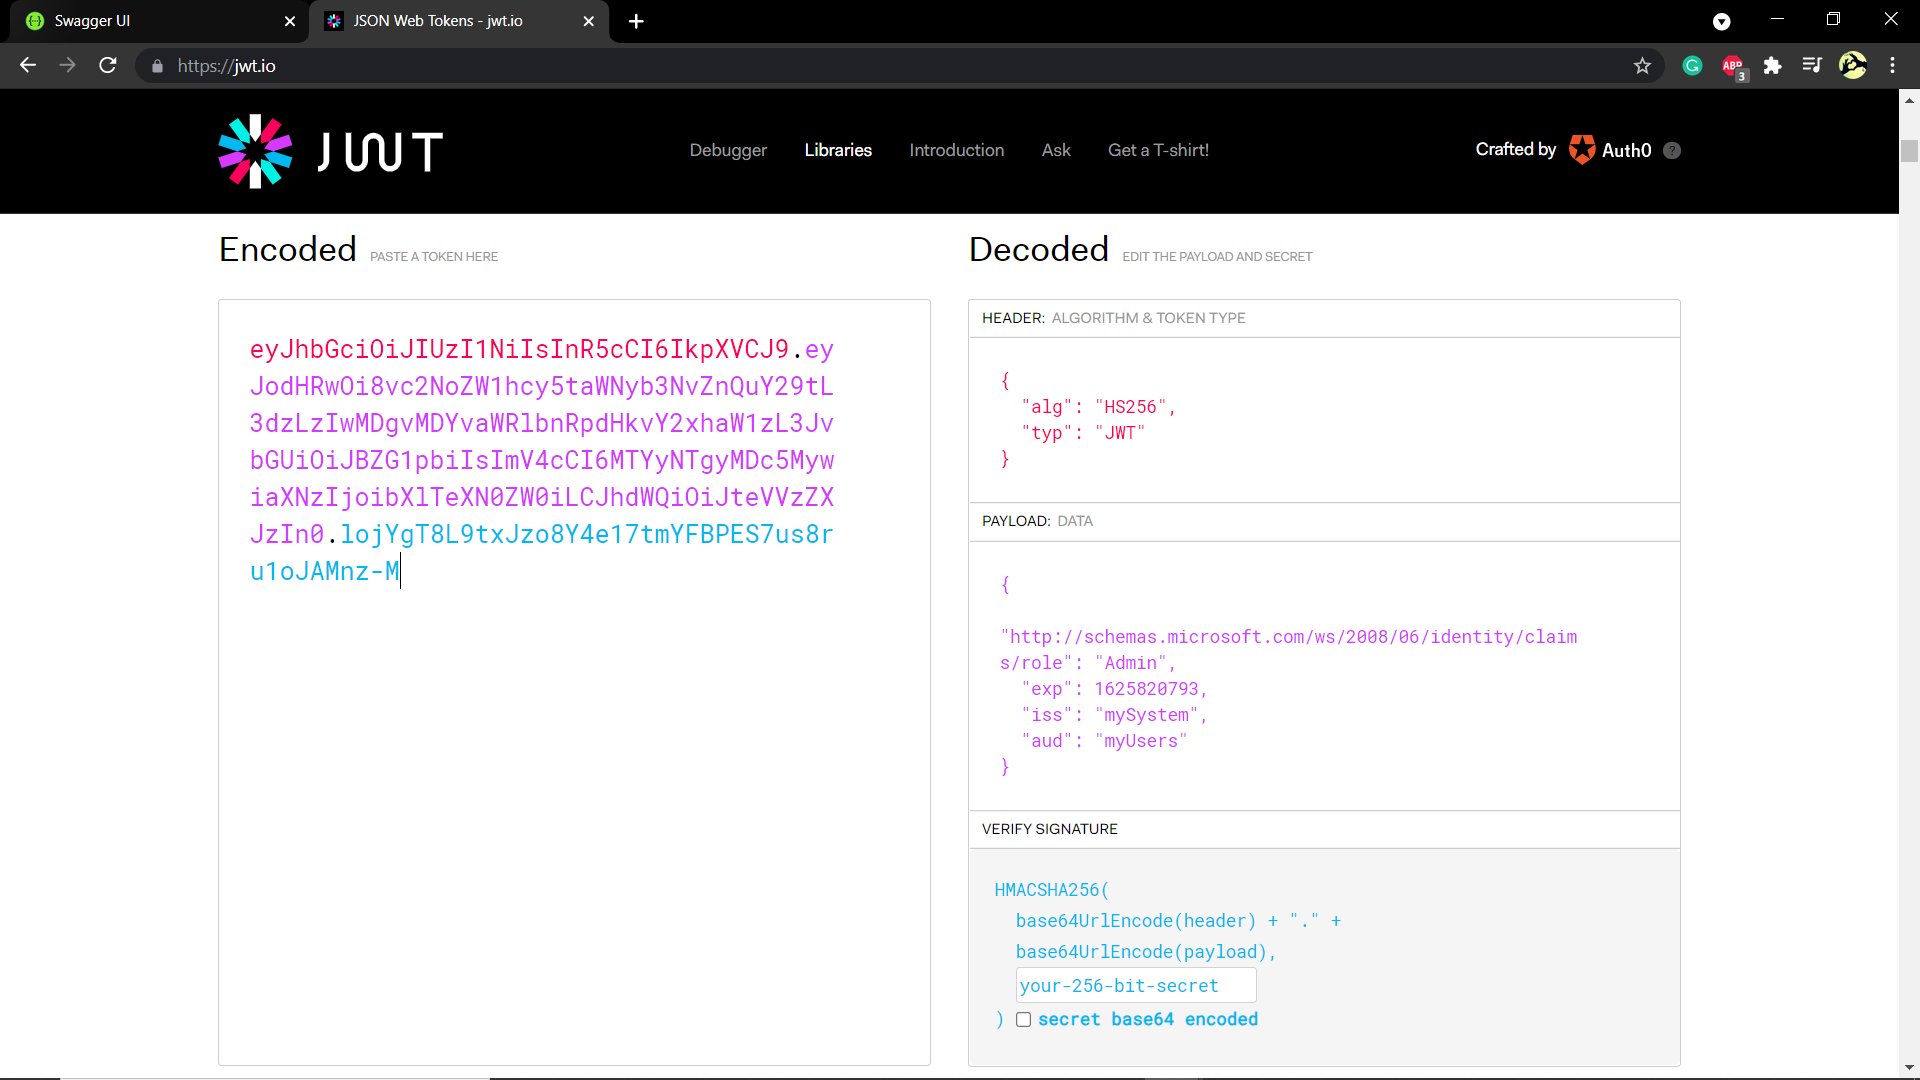 Swagger UI
JSON Web Tokens - jwt.io
https://jwt.io
ABP
3
JWT
Debugger
Libraries
Introduction
Ask
Get a T-shirt!
Crafted by
Auth0
?
Encoded PASTE A TOKEN HERE
eyJhbGciOiJIUzI1NiIsInR5cCI6IkpXVCJ9.ey
JodHRwOi8vc2NoZW1hcy5taWNyb3NvZnQuY29tL
3dzLzIwMDgvMDYvaWRlbnRpdHkvY2xhaW1zL3Jv
bGUiOiJBZG1pbiIsImV4cCI6MTYyNTgyMDc5Myw
iaXNzIjoibXlTeXN0ZW0iLCJhdWQiOiJteVVzZX
JzIn0.lojYgT8L9txJzo8Y4e17tmYFBPES7us8r
u1oJAMnz-M
Decoded EDIT THE PAYLOAD AND SECRET
HEADER: ALGORITHM & TOKEN TYPE
{
"alg": "HS256",
"typ": "JWT"
}
PAYLOAD: DATA
{
"http://schemas.microsoft.com/ws/2008/06/identity/claim
s/role": "Admin",
"exp": 1625820793,
"iss": "mySystem",
"aud": "myUsers"
}
VERIFY SIGNATURE
HMACSHA256(
base64UrlEncode(header) + "." +
base64UrlEncode(payload),
your-256-bit-secret
) secret base64 encoded